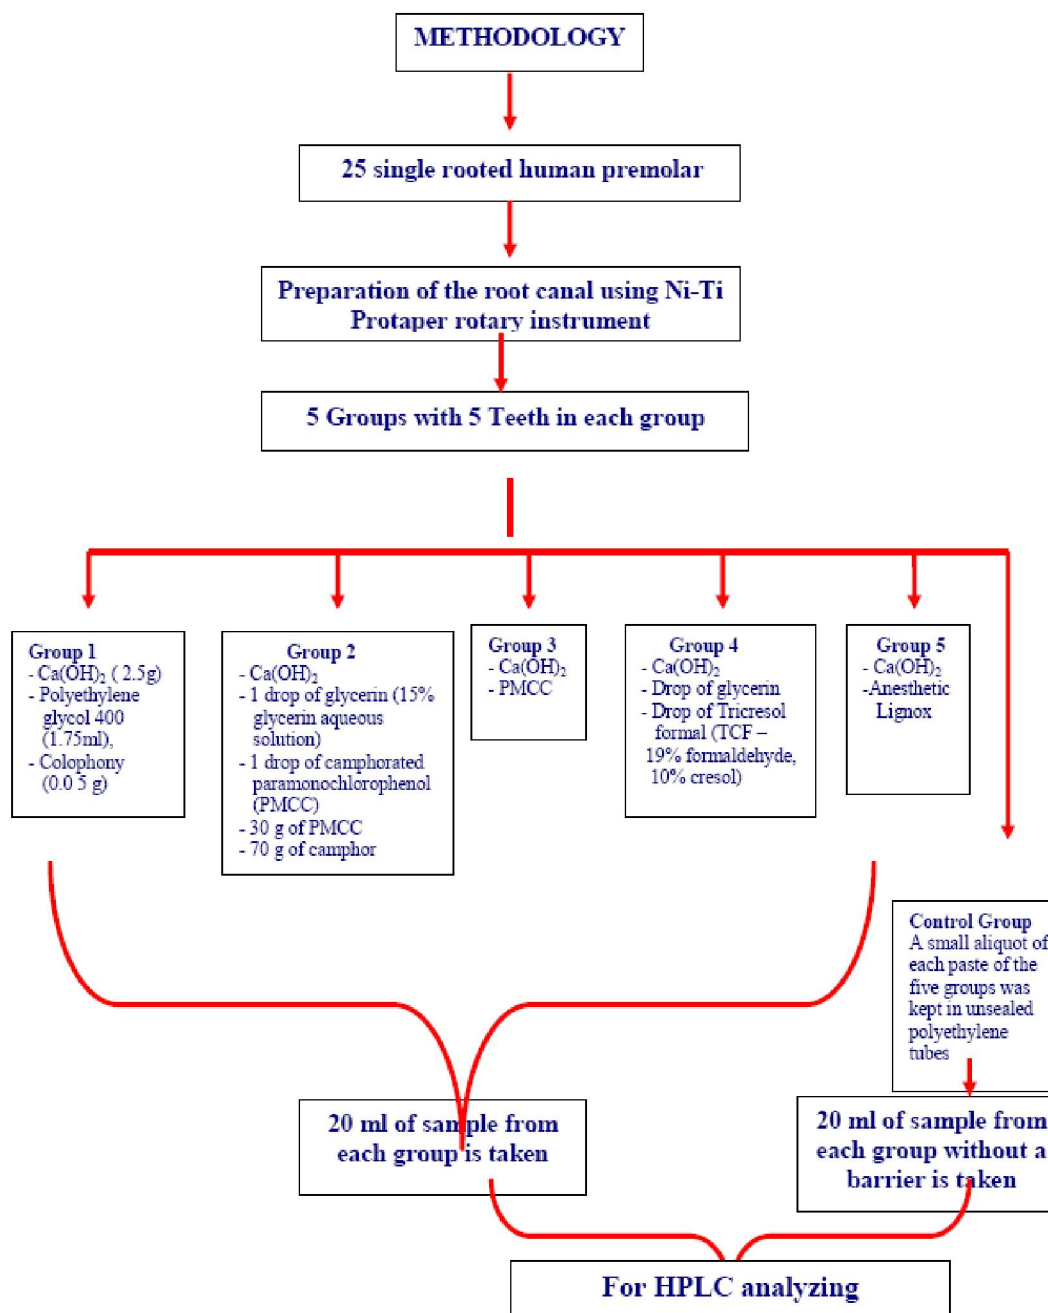 METHODOLOGY
25 single rooted human premolar
Preparation of the root canal using Ni-Ti
Protaper rotary instrument
5 Groups with 5 Teeth in each group
Group 1
- Ca(OH)₂ ( 2.5g)
- Polyethylene
glycol 400
(1.75ml),
- Colophony
(0.0 5 g)
Group 2
- Ca(OH)₂
- 1 drop of glycerin (15%
glycerin aqueous
solution)
- 1 drop of camphorated
paramonochlorophenol
(PMCC)
- 30 g of PMCC
- 70 g of camphor
Group 3
- Ca(OH)₂
- PMCC
Group 4
- Ca(OH)₂
- Drop of glycerin
- Drop of Tricresol
formal (TCF –
19% formaldehyde,
10% cresol)
Group 5
- Ca(OH)₂
-Anesthetic
Lignox
Control Group
A small aliquot of
each paste of the
five groups was
kept in unsealed
polyethylene
tubes
20 ml of sample from
each group is taken
20 ml of sample from
each group without a
barrier is taken
For HPLC analyzing